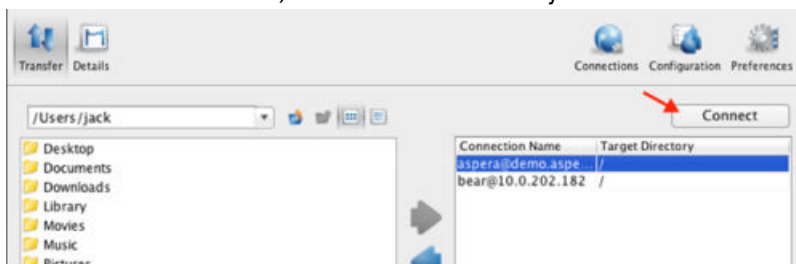 Transfer Details Connections Configuration Preferences
/Users/jack Connect
Desktop
Documents
Downloads
Library
Movies
Music
Pictures
Connection Name Target Directory
aspera@demo.aspe... /
bear@10.0.202.182 /